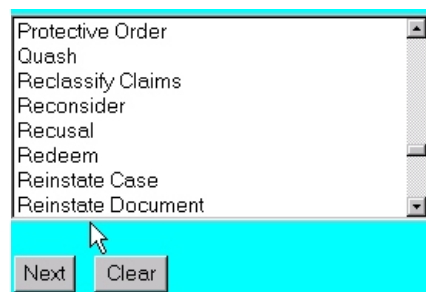 Protective Order
Quash
Reclassify Claims
Reconsider
Recusal
Redeem
Reinstate Case
Reinstate Document
Next Clear